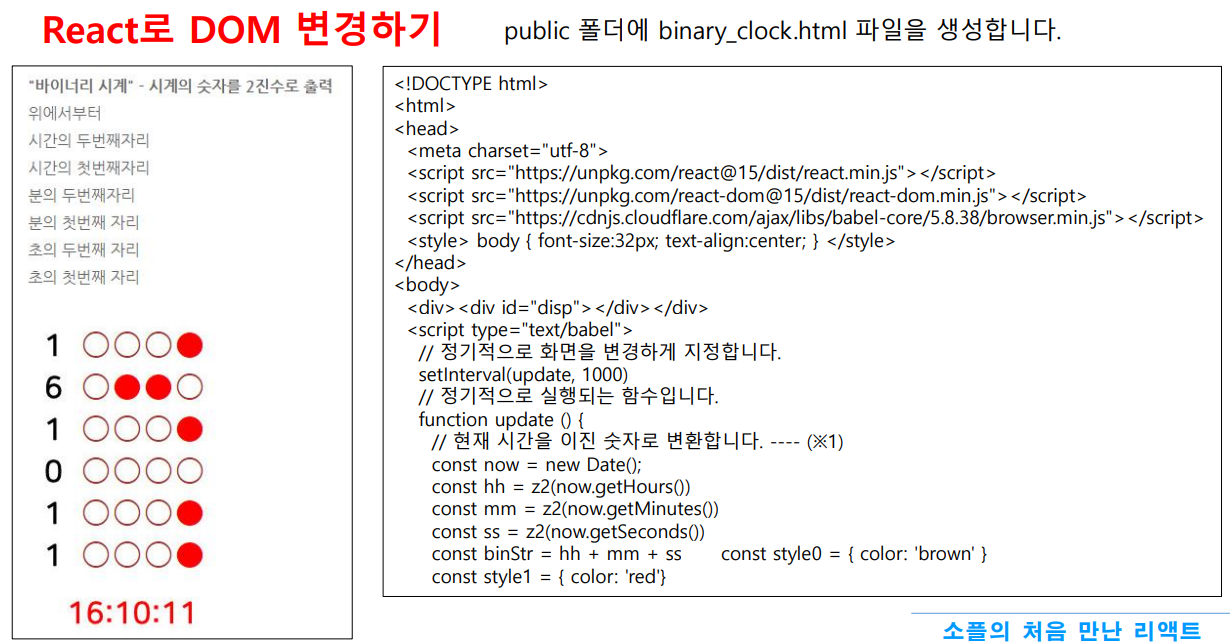 React로 DOM 변경하기
public 폴더에 binary_clock.html 파일을 생성합니다.
"바이너리 시계" - 시계의 숫자를 2진수로 출력
위에서부터
시간의 두번째자리
시간의 첫번째자리
분의 두번째자리
분의 첫번째 자리
초의 두번째 자리
초의 첫번째 자리
1
6
1
0
1
1
16:10:11
<!DOCTYPE html>
<html>
<head>
<meta charset="utf-8">
<script src="https://unpkg.com/react@15/dist/react.min.js"></script>
<script src="https://unpkg.com/react-dom@15/dist/react-dom.min.js"></script>
<script src="https://cdnjs.cloudflare.com/ajax/libs/babel-core/5.8.38/browser.min.js"></script>
<style> body { font-size:32px; text-align:center; } </style>
</head>
<body>
<div><div id="disp"></div></div>
<script type="text/babel">
// 정기적으로 화면을 변경하게 지정합니다.
setInterval(update, 1000)
// 정기적으로 실행되는 함수입니다.
function update () {
// 현재 시간을 이진 숫자로 변환합니다. ---- (※1)
const now = new Date();
const hh = z2(now.getHours())
const mm = z2(now.getMinutes())
const ss = z2(now.getSeconds())
const binStr = hh + mm + ss const style0 = { color: 'brown' }
const style1 = { color: 'red'}
소플의 처음 만난 리액트